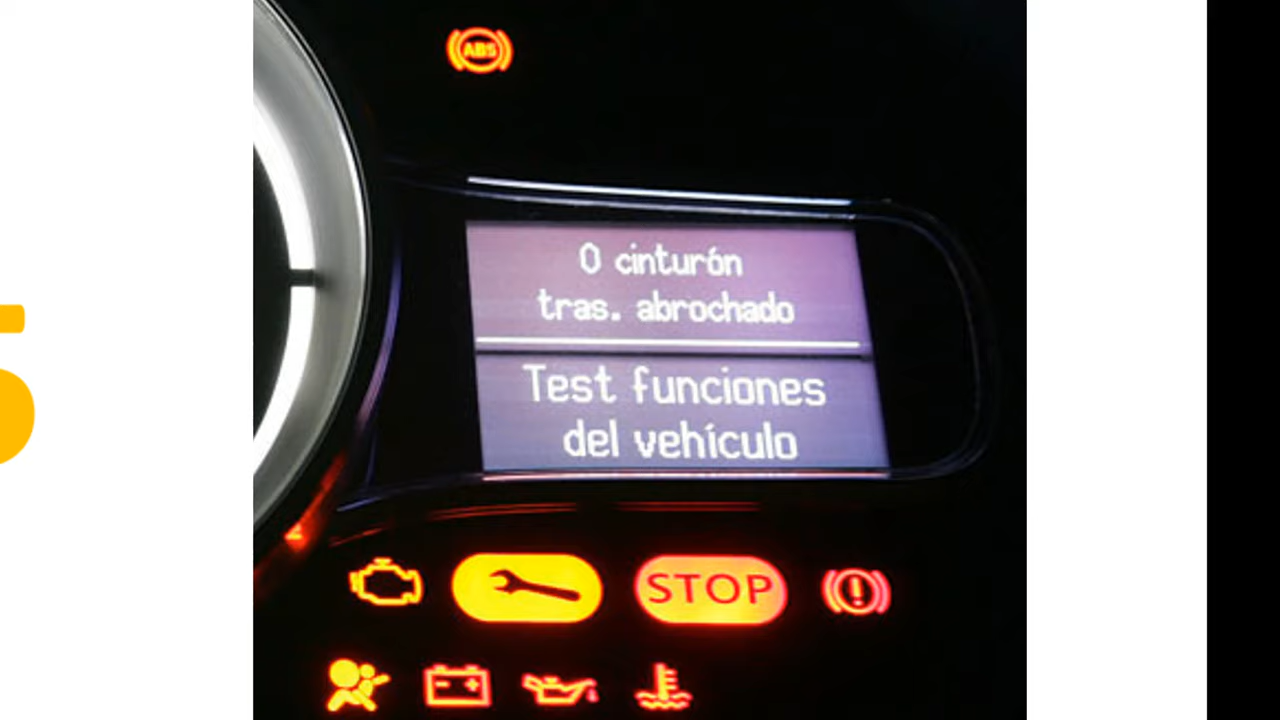 ABS
0 cinturón
tras. abrochado
Test funciones
del vehículo
STOP